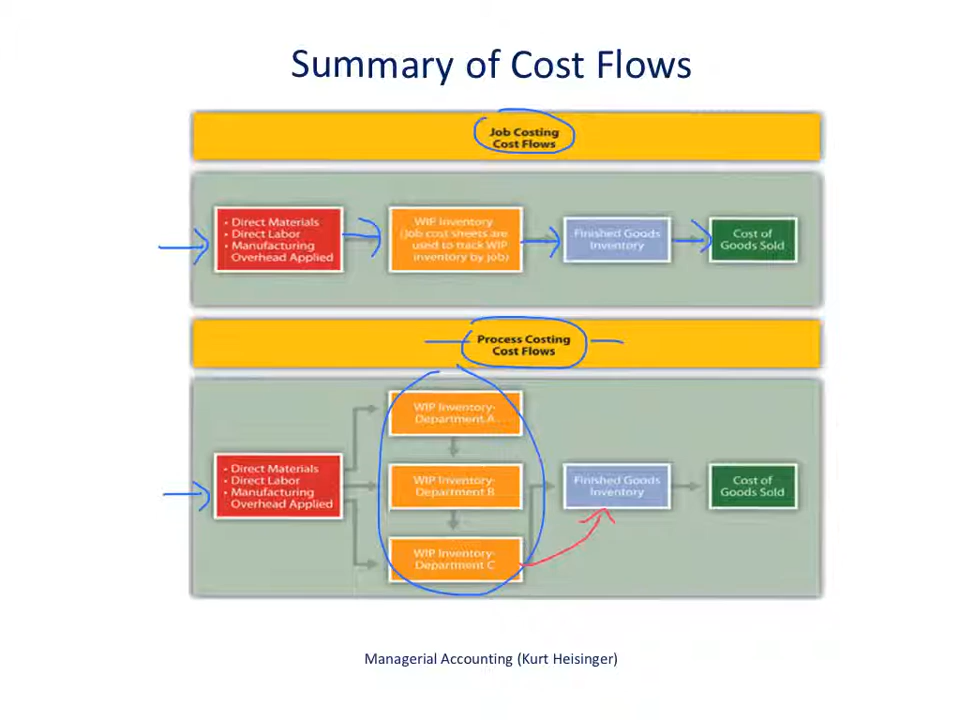 Summary of Cost Flows
Job Costing
Cost Flows
• Direct Materials
• Direct Labor
• Manufacturing
Overhead Applied
WIP Inventory
(Job cost sheets are
used to track WIP
inventory by job)
Finished Goods
Inventory
Cost of
Goods Sold
Process Costing
Cost Flows
• Direct Materials
• Direct Labor
• Manufacturing
Overhead Applied
WIP Inventory-
Department A
WIP Inventory-
Department B
WIP Inventory-
Department C
Finished Goods
Inventory
Cost of
Goods Sold
Managerial Accounting (Kurt Heisinger)